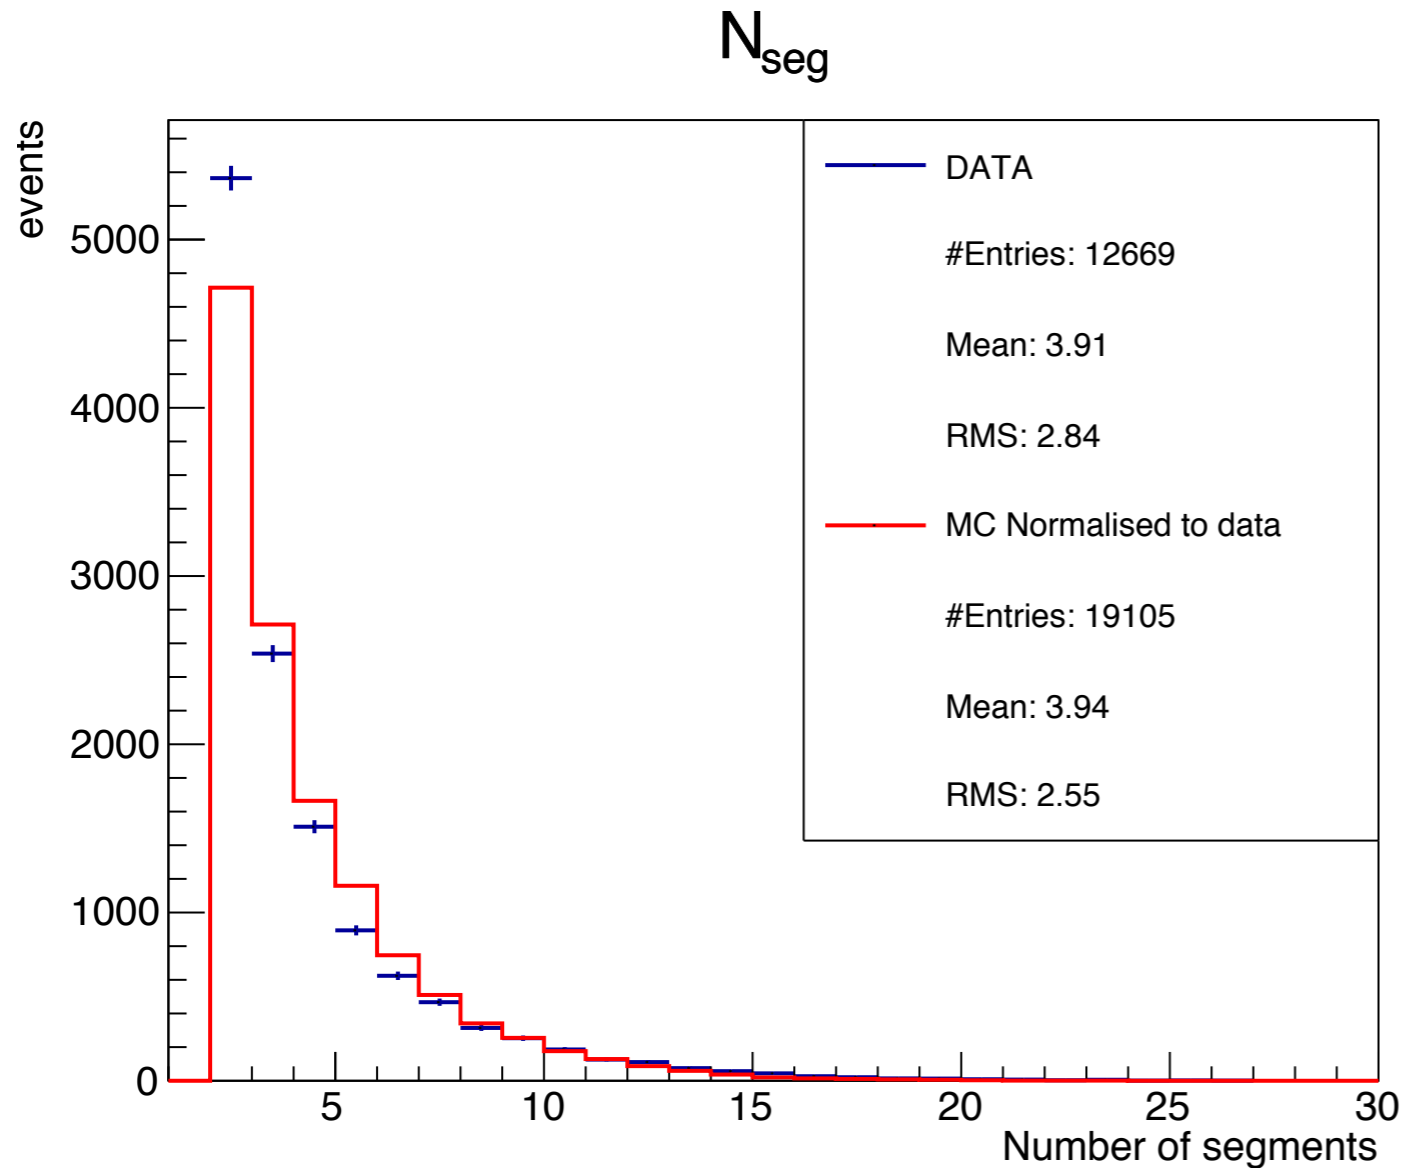 Nseg
events
5000
4000
3000
2000
1000
0
DATA
#Entries: 12669
Mean: 3.91
RMS: 2.84
MC Normalised to data
#Entries: 19105
Mean: 3.94
RMS: 2.55
5 10 15 20 25 30
Number of segments